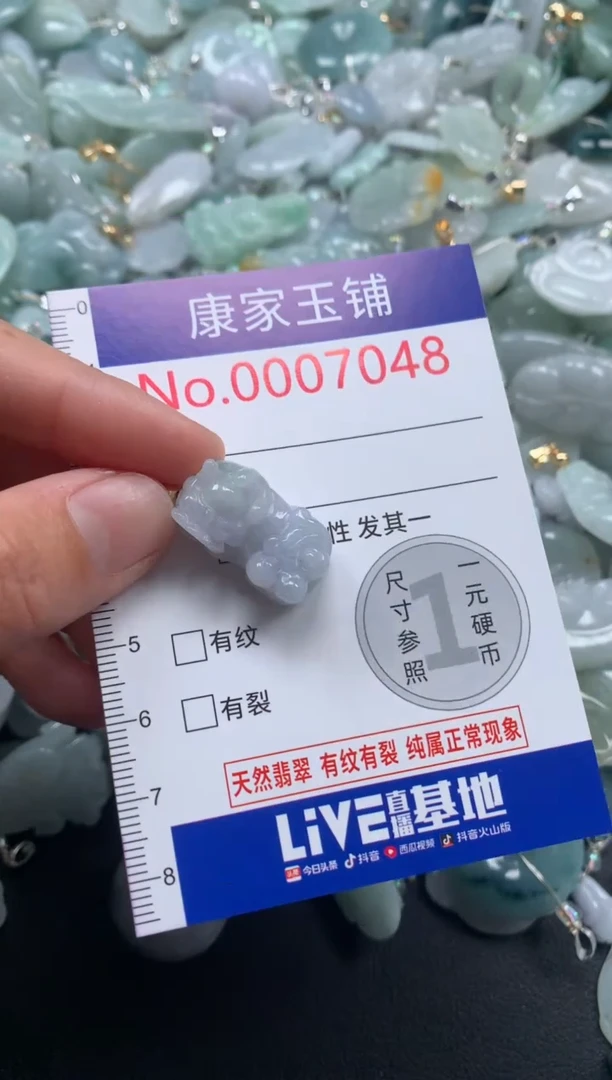 0
康家玉铺
No.0007048
性 发其一
尺寸参照
1
一元硬币
5
有纹
6
有裂
7
天然翡翠 有纹有裂 纯属正常现象
8
LiVE直播基地
头条 今日头条 抖音 西瓜视频 抖音火山版